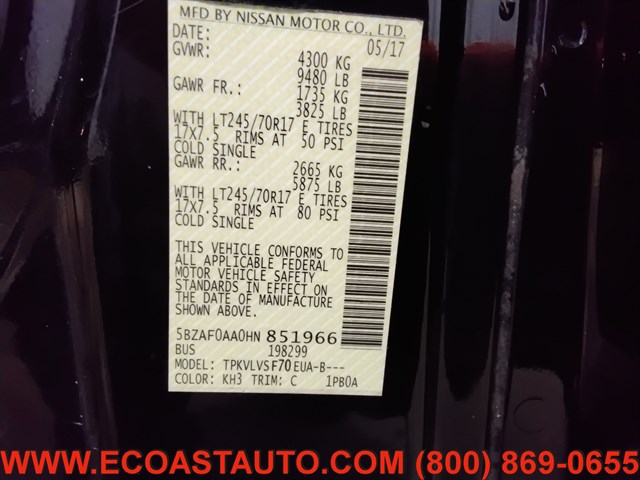 MFD BY NISSAN MOTOR CO., LTD.
DATE: 05/17
GVWR: 4300 KG
9480 LB
GAWR FR.: 1735 KG
3825 LB
WITH LT245/70R17 E TIRES
17X7.5 RIMS AT 50 PSI
COLD SINGLE
GAWR RR.: 2665 KG
5875 LB
WITH LT245/70R17 E TIRES
17X7.5 RIMS AT 80 PSI
COLD SINGLE
THIS VEHICLE CONFORMS TO
ALL APPLICABLE FEDERAL
MOTOR VEHICLE SAFETY
STANDARDS IN EFFECT ON
THE DATE OF MANUFACTURE
SHOWN ABOVE.
5BZAF0AA0HN 851966
BUS 198299
MODEL: TPKVLVSF70EUA-B---
COLOR: KH3 TRIM: C 1PB0A
WWW.ECOASTAUTO.COM (800) 869-0655